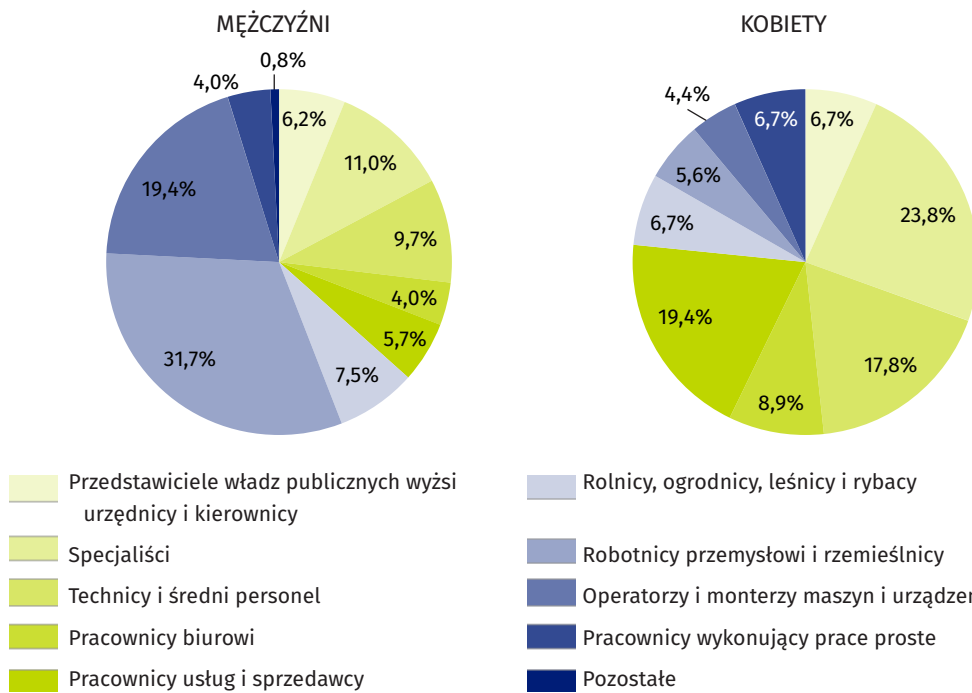 MĘŻCZYŹNI
0,8%
4,0%
6,2%
11,0%
19,4%
9,7%
4,0%
5,7%
31,7%
7,5%
KOBIETY
4,4%
6,7%
6,7%
5,6%
23,8%
6,7%
19,4%
17,8%
8,9%
Przedstawiciele władz publicznych wyżsi
urzędnicy i kierownicy
Specjaliści
Technicy i średni personel
Pracownicy biurowi
Pracownicy usług i sprzedawcy
Rolnicy, ogrodnicy, leśnicy i rybacy
Robotnicy przemysłowi i rzemieślnicy
Operatorzy i monterzy maszyn i urządzeń
Pracownicy wykonujący prace proste
Pozostałe